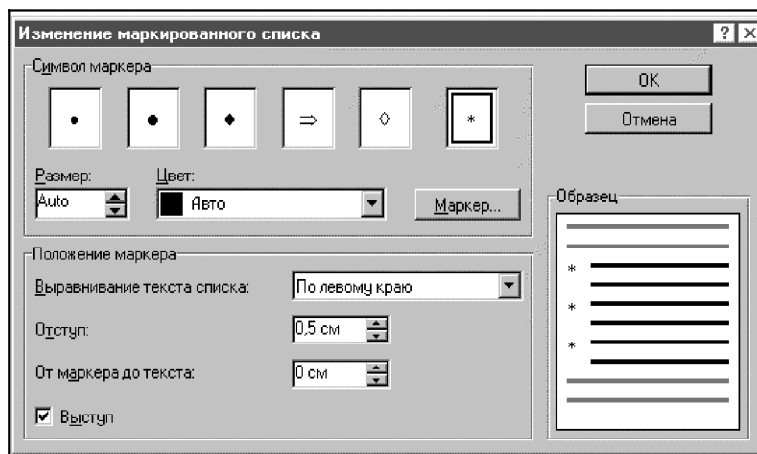 Изменение маркированного списка
Символ маркера
OK
Отмена
Размер:
Цвет:
Auto
Авто
Маркер...
Образец
Положение маркера
Выравнивание текста списка:
По левому краю
Отступ:
0,5 см
От маркера до текста:
0 см
Выступ